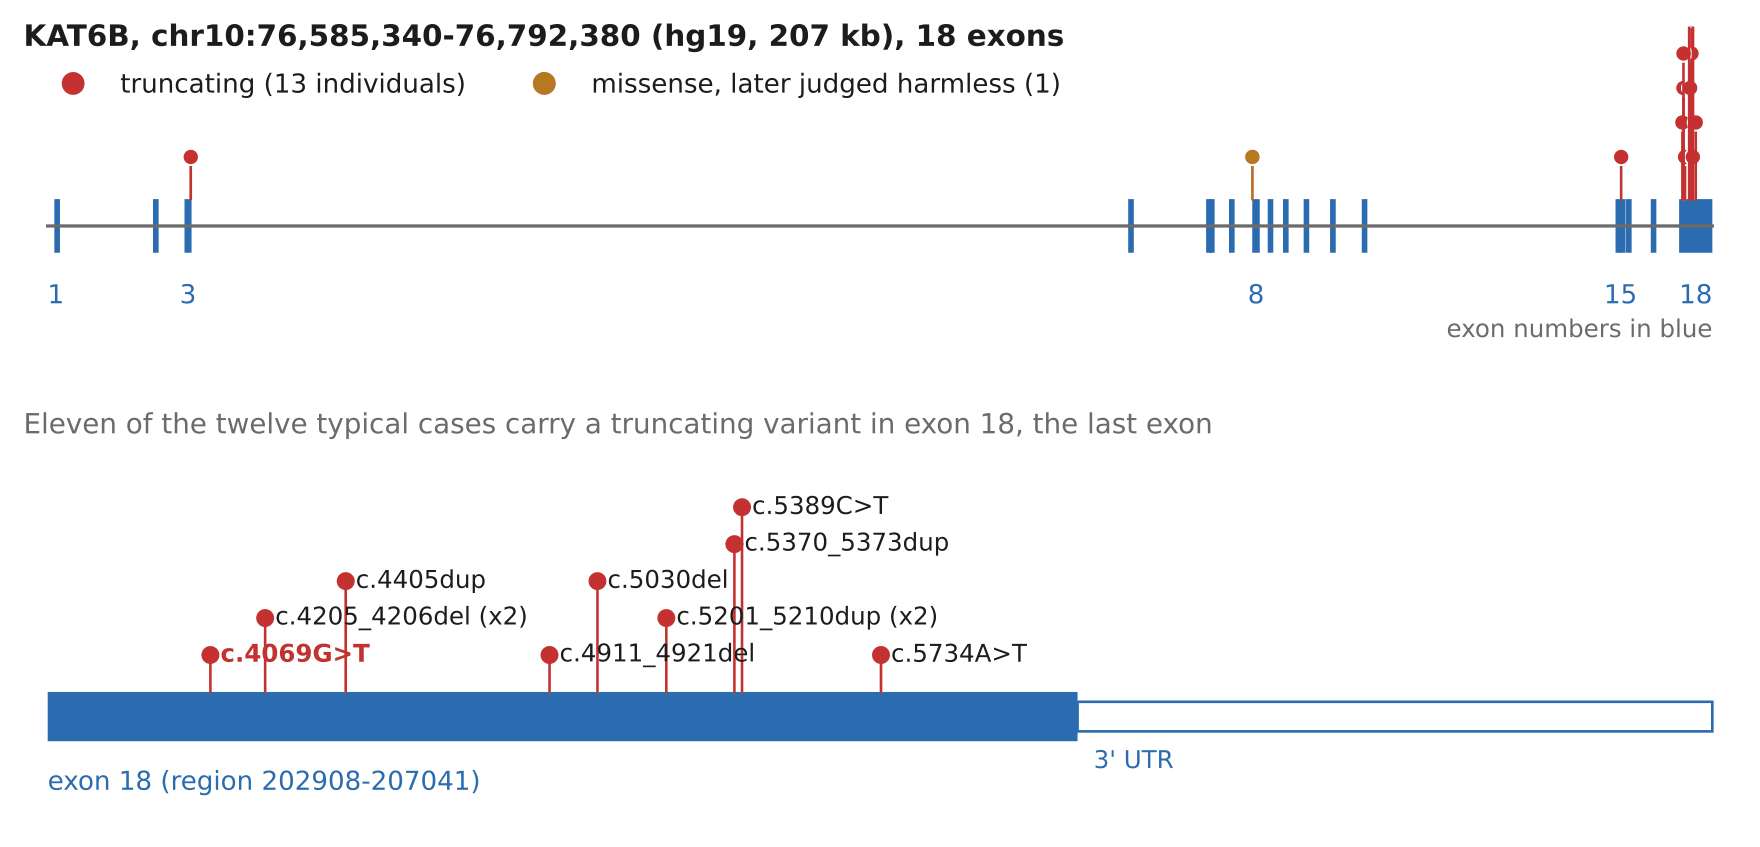 KAT6B, chr10:76,585,340-76,792,380 (hg19, 207 kb), 18 exons
truncating (13 individuals)
missense, later judged harmless (1)
1
3
8
15
18
exon numbers in blue
Eleven of the twelve typical cases carry a truncating variant in exon 18, the last exon
c.5389C>T
c.5370_5373dup
c.4405dup
c.5030del
c.4205_4206del (x2)
c.5201_5210dup (x2)
c.4069G>T
c.4911_4921del
c.5734A>T
3' UTR
exon 18 (region 202908-207041)